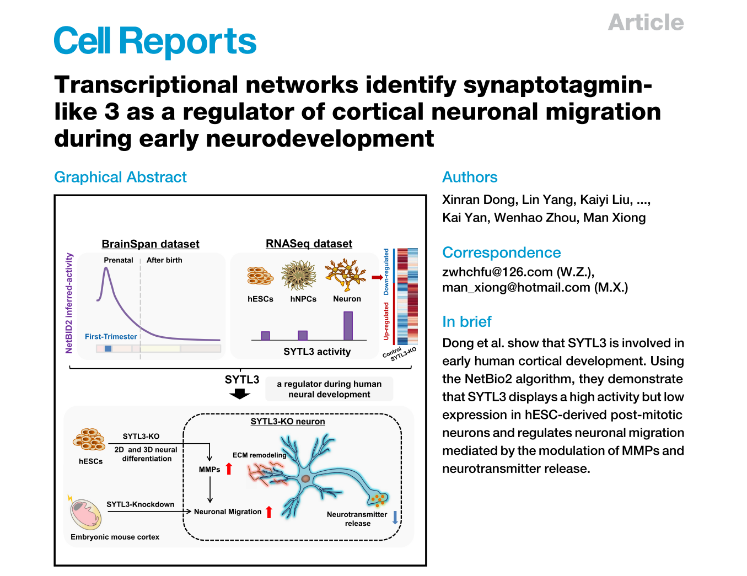 Article
Cell Reports
Transcriptional networks identify synaptotagmin-
like 3 as a regulator of cortical neuronal migration
during early neurodevelopment
Graphical Abstract
BrainSpan dataset
Prenatal
After birth
NetBID2 inferred-activity
First-Trimester
RNASeq dataset
hESCs
hNPCs
Neuron
SYTL3 activity
Down-regulated
Up-regulated
Control
SYTL3-KO
SYTL3
a regulator during human
neural development
SYTL3-KO neuron
hESCs
SYTL3-KO
2D and 3D neural
differentiation
MMPs
ECM remodeling
SYTL3-Knockdown
Neuronal Migration
Embryonic mouse cortex
Neurotransmitter
release
Authors
Xinran Dong, Lin Yang, Kaiyi Liu, ...,
Kai Yan, Wenhao Zhou, Man Xiong
Correspondence
zwhchfu@126.com (W.Z.),
man_xiong@hotmail.com (M.X.)
In brief
Dong et al. show that SYTL3 is involved in
early human cortical development. Using
the NetBio2 algorithm, they demonstrate
that SYTL3 displays a high activity but low
expression in hESC-derived post-mitotic
neurons and regulates neuronal migration
mediated by the modulation of MMPs and
neurotransmitter release.